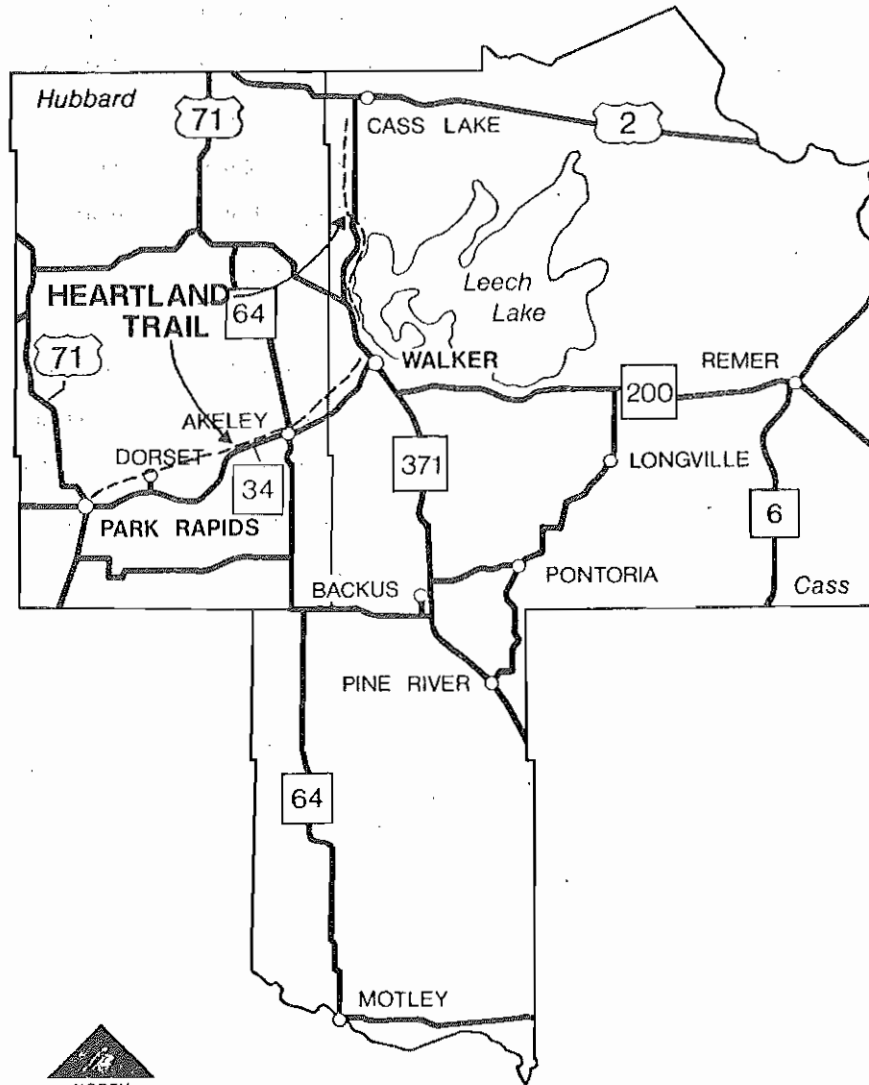 Hubbard
71
CASS LAKE
2
HEARTLAND
TRAIL
64
Leech
Lake
71
WALKER
REMER
200
AKELEY
DORSET
371
LONGVILLE
34
6
PARK RAPIDS
BACKUS
PONTORIA
Cass
PINE RIVER
64
MOTLEY
NORTH